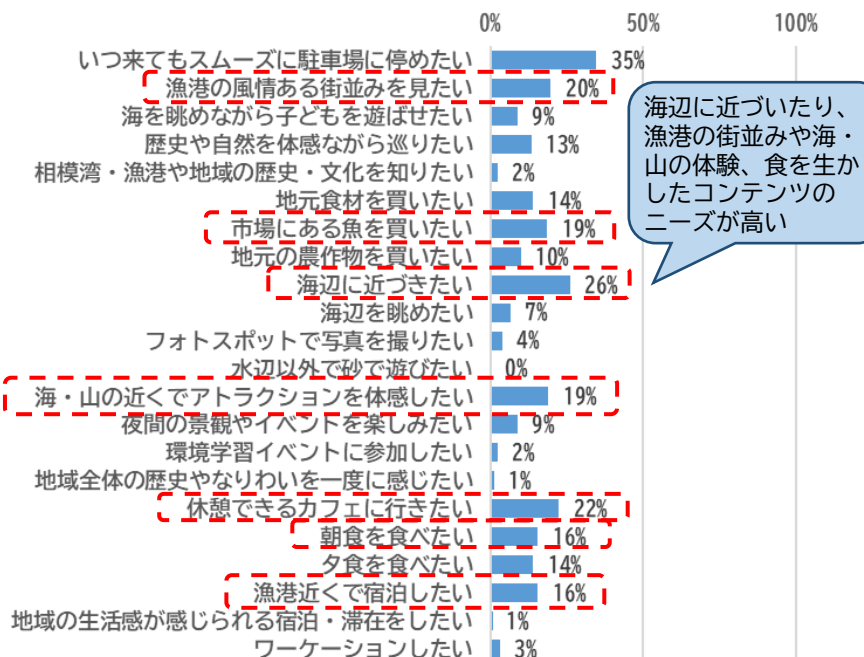 0% 50% 100%
いつ来てもスムーズに駐車場に停めたい 35%
漁港の風情ある街並みを見たい 20%
海を眺めながら子どもを遊ばせたい 9%
歴史や自然を体感ながら巡りたい 13%
相模湾・漁港や地域の歴史・文化を知りたい 2%
地元食材を買いたい 14%
市場にある魚を買いたい 19%
地元の農作物を買いたい 10%
海辺に近づきたい 26%
海辺を眺めたい 7%
フォトスポットで写真を撮りたい 4%
水辺以外で砂で遊びたい 0%
海・山の近くでアトラクションを体感したい 19%
夜間の景観やイベントを楽しみたい 9%
環境学習イベントに参加したい 2%
地域全体の歴史やなりわいを一度に感じたい 1%
休憩できるカフェに行きたい 22%
朝食を食べたい 16%
夕食を食べたい 14%
漁港近くで宿泊したい 16%
地域の生活感が感じられる宿泊・滞在をしたい 1%
ワーケーションしたい 3%
海辺に近づいたり、
漁港の街並みや海・
山の体験、食を生か
したコンテンツの
ニーズが高い